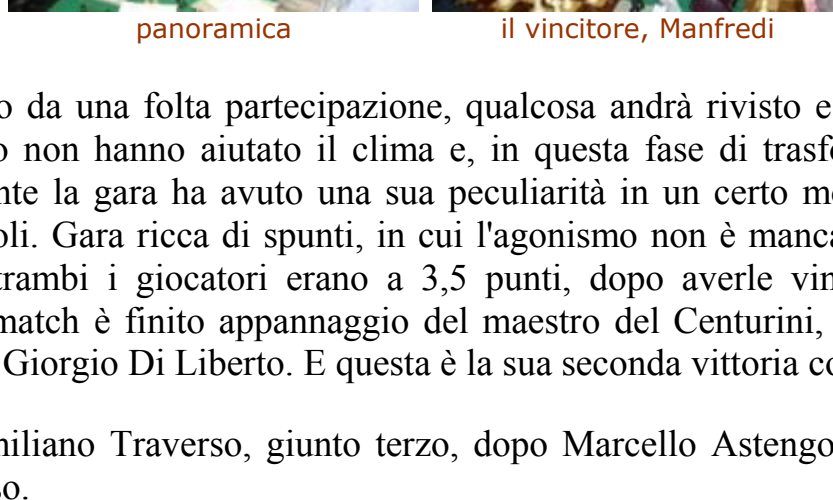 panoramica il vincitore, Manfredi
o da una folta partecipazione, qualcosa andrà rivisto e
o non hanno aiutato il clima e, in questa fase di trasfo
nte la gara ha avuto una sua peculiarità in un certo mo
oli. Gara ricca di spunti, in cui l'agonismo non è manca
trambi i giocatori erano a 3,5 punti, dopo averle vin
match è finito appannaggio del maestro del Centurini,
Giorgio Di Liberto. E questa è la sua seconda vittoria co
niliano Traverso, giunto terzo, dopo Marcello Astengo
so.